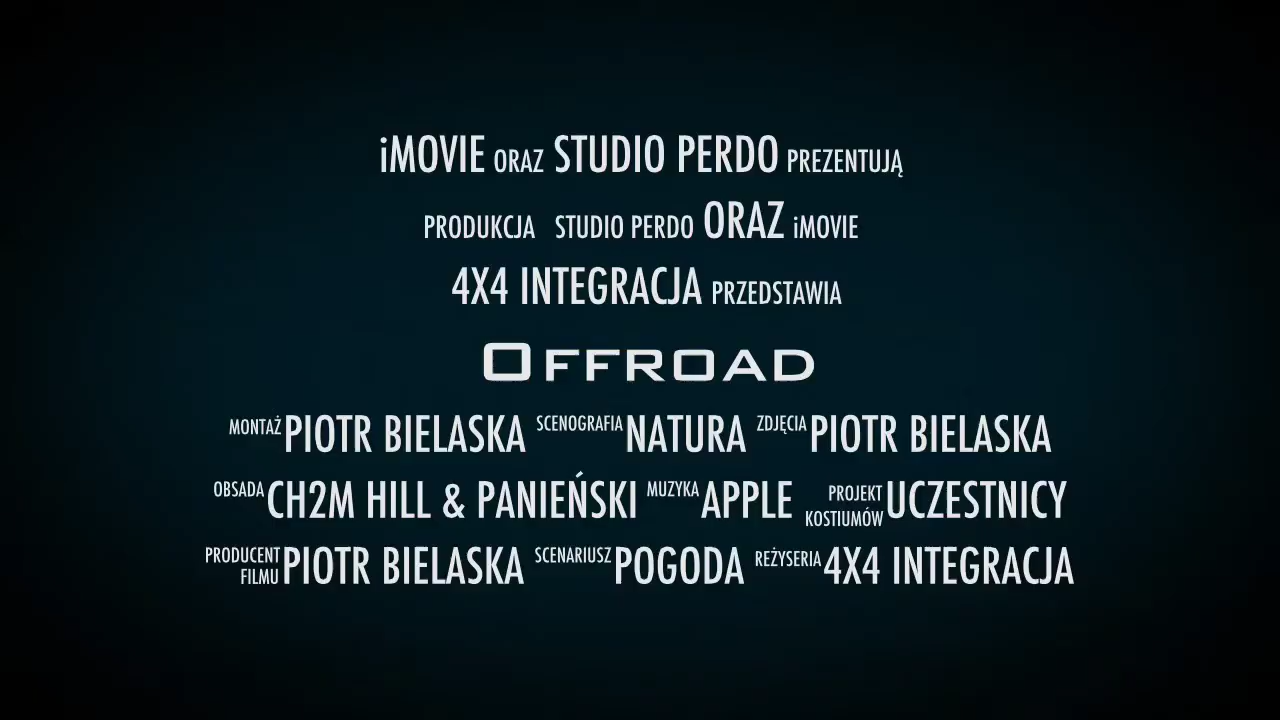 iMOVIE ORAZ STUDIO PERDO PREZENTUJĄ
PRODUKCJA STUDIO PERDO ORAZ iMOVIE
4X4 INTEGRACJA PRZEDSTAWIA
OFFROAD
MONTAŻ PIOTR BIELASKA SCENOGRAFIA NATURA ZDJĘCIA PIOTR BIELASKA
OBSADA CH2M HILL & PANIEŃSKI MUZYKA APPLE PROJEKT KOSTIUMÓW UCZESTNICY
PRODUCENT FILMU PIOTR BIELASKA SCENARIUSZ POGODA REŻYSERIA 4X4 INTEGRACJA